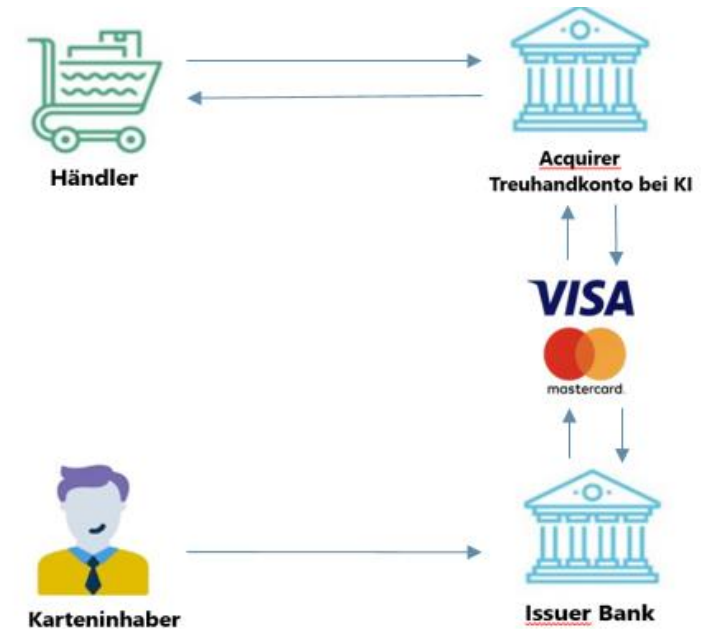 Händler
Acquirer
Treuhandkonto bei KI
VISA
mastercard.
Karteninhaber
Issuer Bank